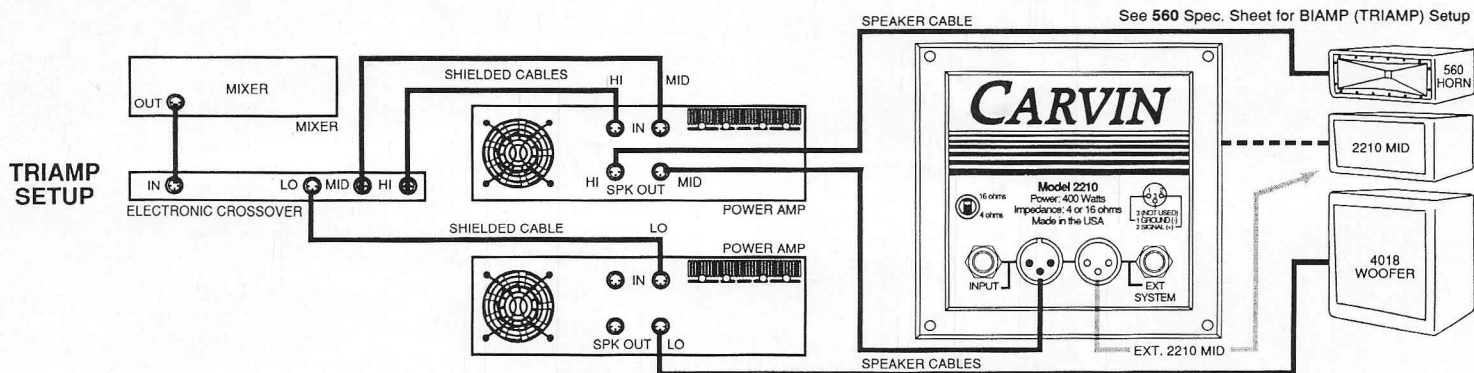 SPEAKER CABLE
See 560 Spec. Sheet for BIAMP (TRIAMP) Setup
SHIELDED CABLES
HI
MID
MIXER
OUT
MIXER
IN
HI
SPK OUT
MID
POWER AMP
TRIAMP
SETUP
IN
LO
MID
HI
ELECTRONIC CROSSOVER
SHIELDED CABLE
LO
POWER AMP
IN
SPK OUT
LO
SPEAKER CABLES
CARVIN
16 ohms
4 ohms
Model 2210
Power: 400 Watts
Impedance: 4 or 16 ohms
Made in the USA
1 2
3
3 (NOT USED)
1 GROUND (-)
2 SIGNAL (+)
INPUT
EXT
SYSTEM
EXT. 2210 MID
560
HORN
2210 MID
4018
WOOFER